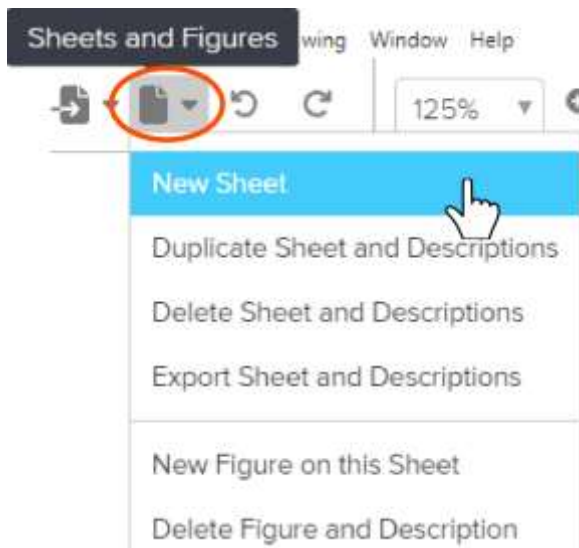 Sheets and Figures wing Window Help
125%
New Sheet
Duplicate Sheet and Descriptions
Delete Sheet and Descriptions
Export Sheet and Descriptions
New Figure on this Sheet
Delete Figure and Description